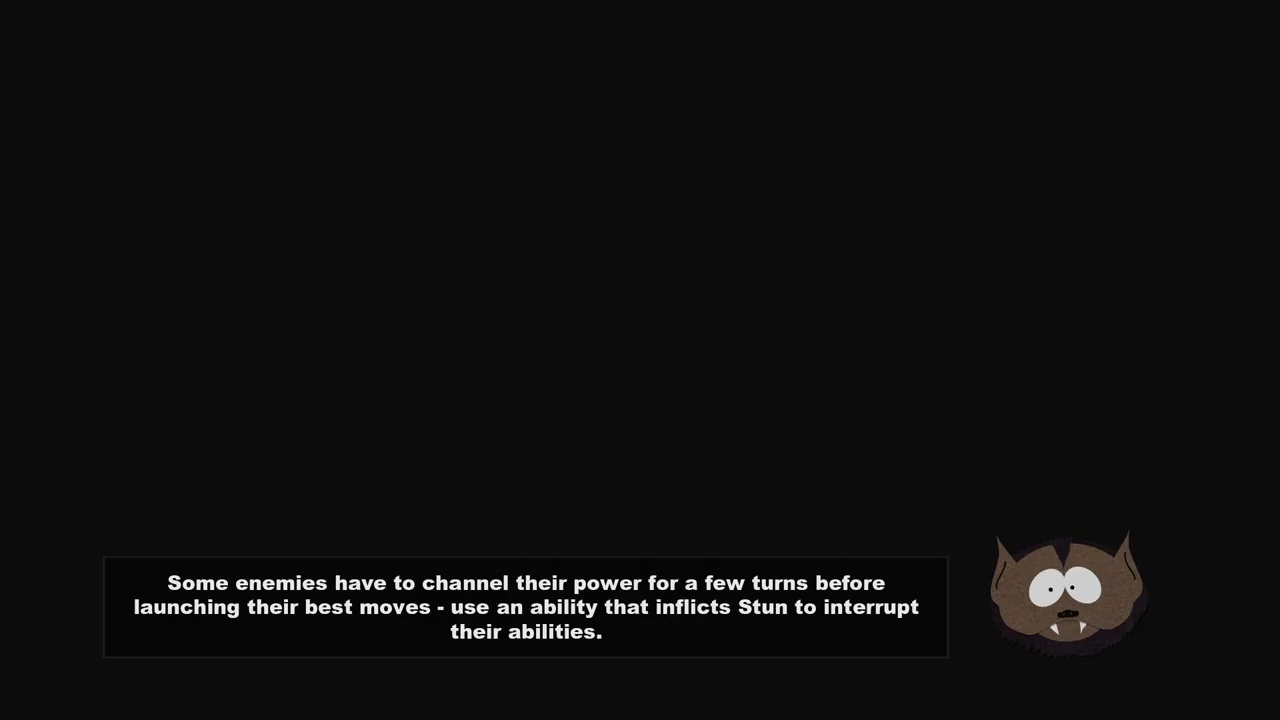 Some enemies have to channel their power for a few turns before
launching their best moves - use an ability that inflicts Stun to interrupt
their abilities.